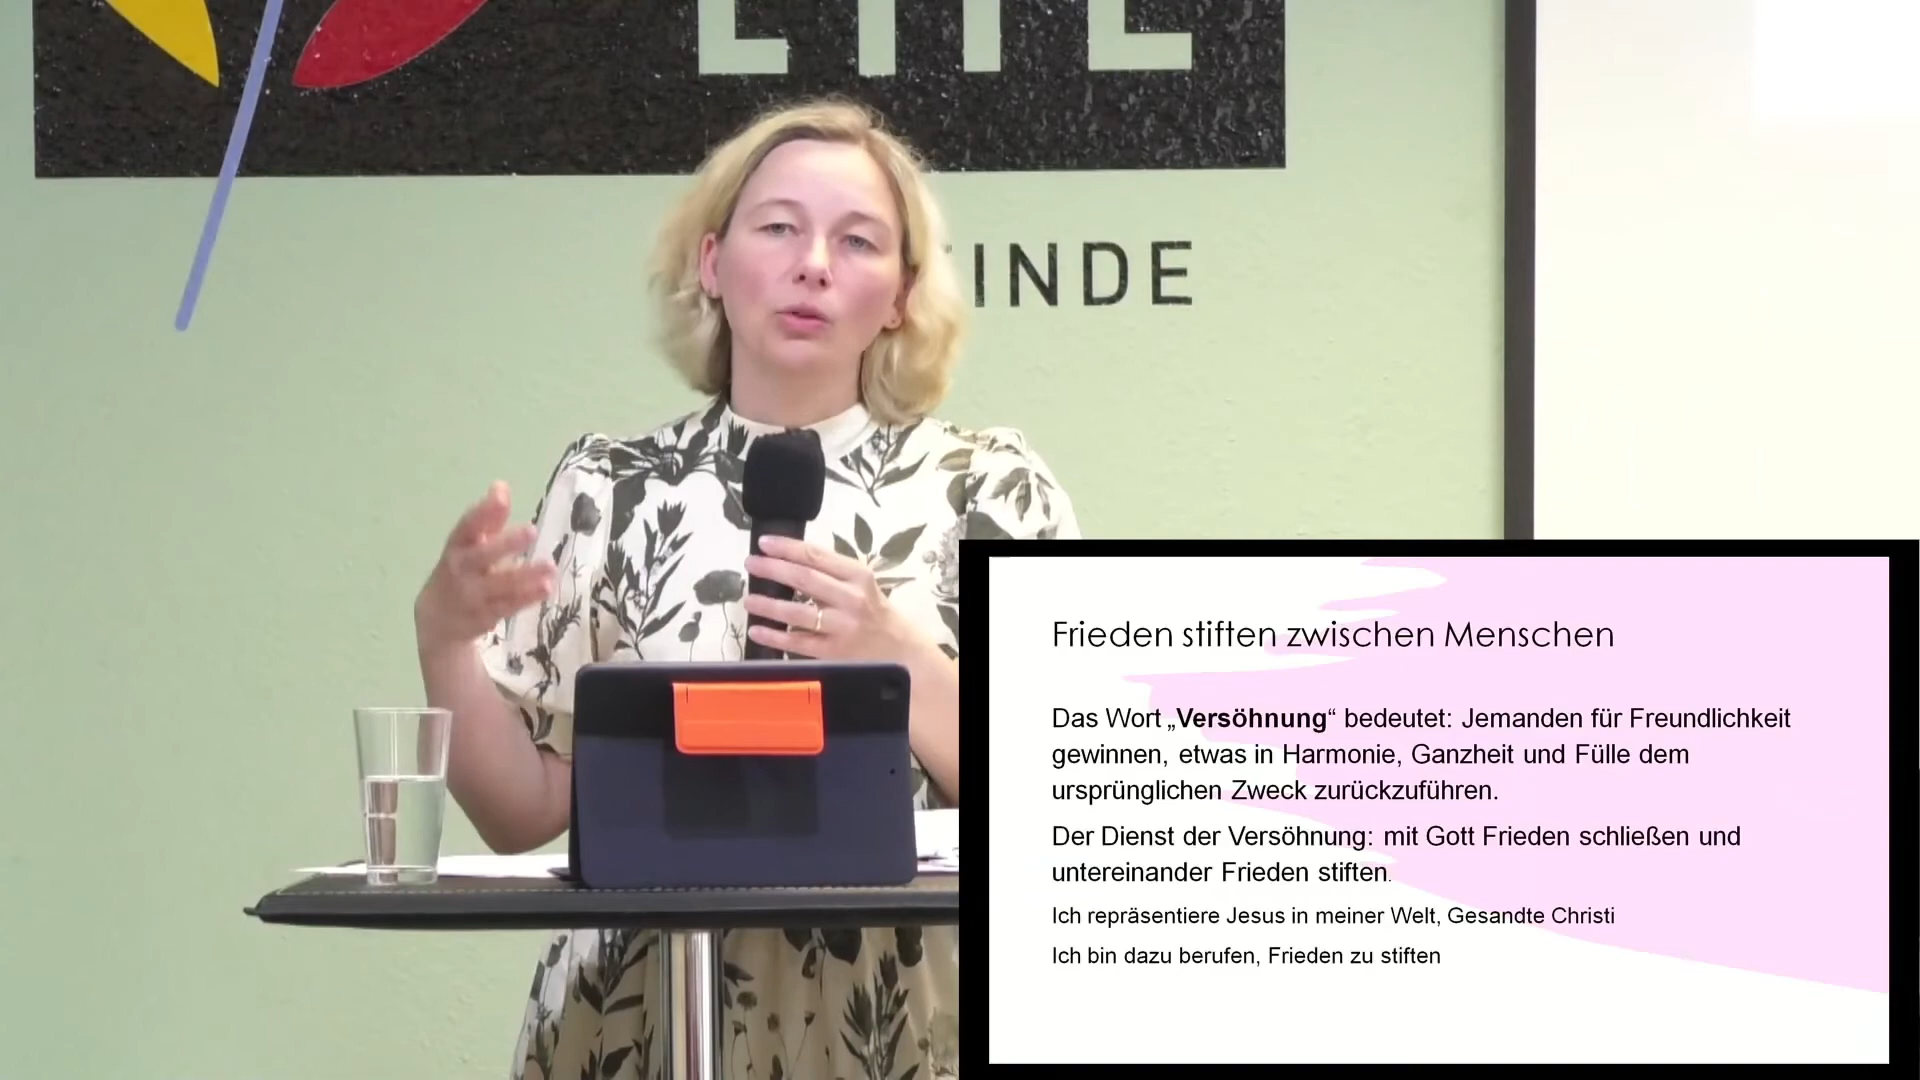 INDE
Frieden stiften zwischen Menschen
Das Wort „Versöhnung“ bedeutet: Jemanden für Freundlichkeit
gewinnen, etwas in Harmonie, Ganzheit und Fülle dem
ursprünglichen Zweck zurückzuführen.
Der Dienst der Versöhnung: mit Gott Frieden schließen und
untereinander Frieden stiften.
Ich repräsentiere Jesus in meiner Welt, Gesandte Christi
Ich bin dazu berufen, Frieden zu stiften